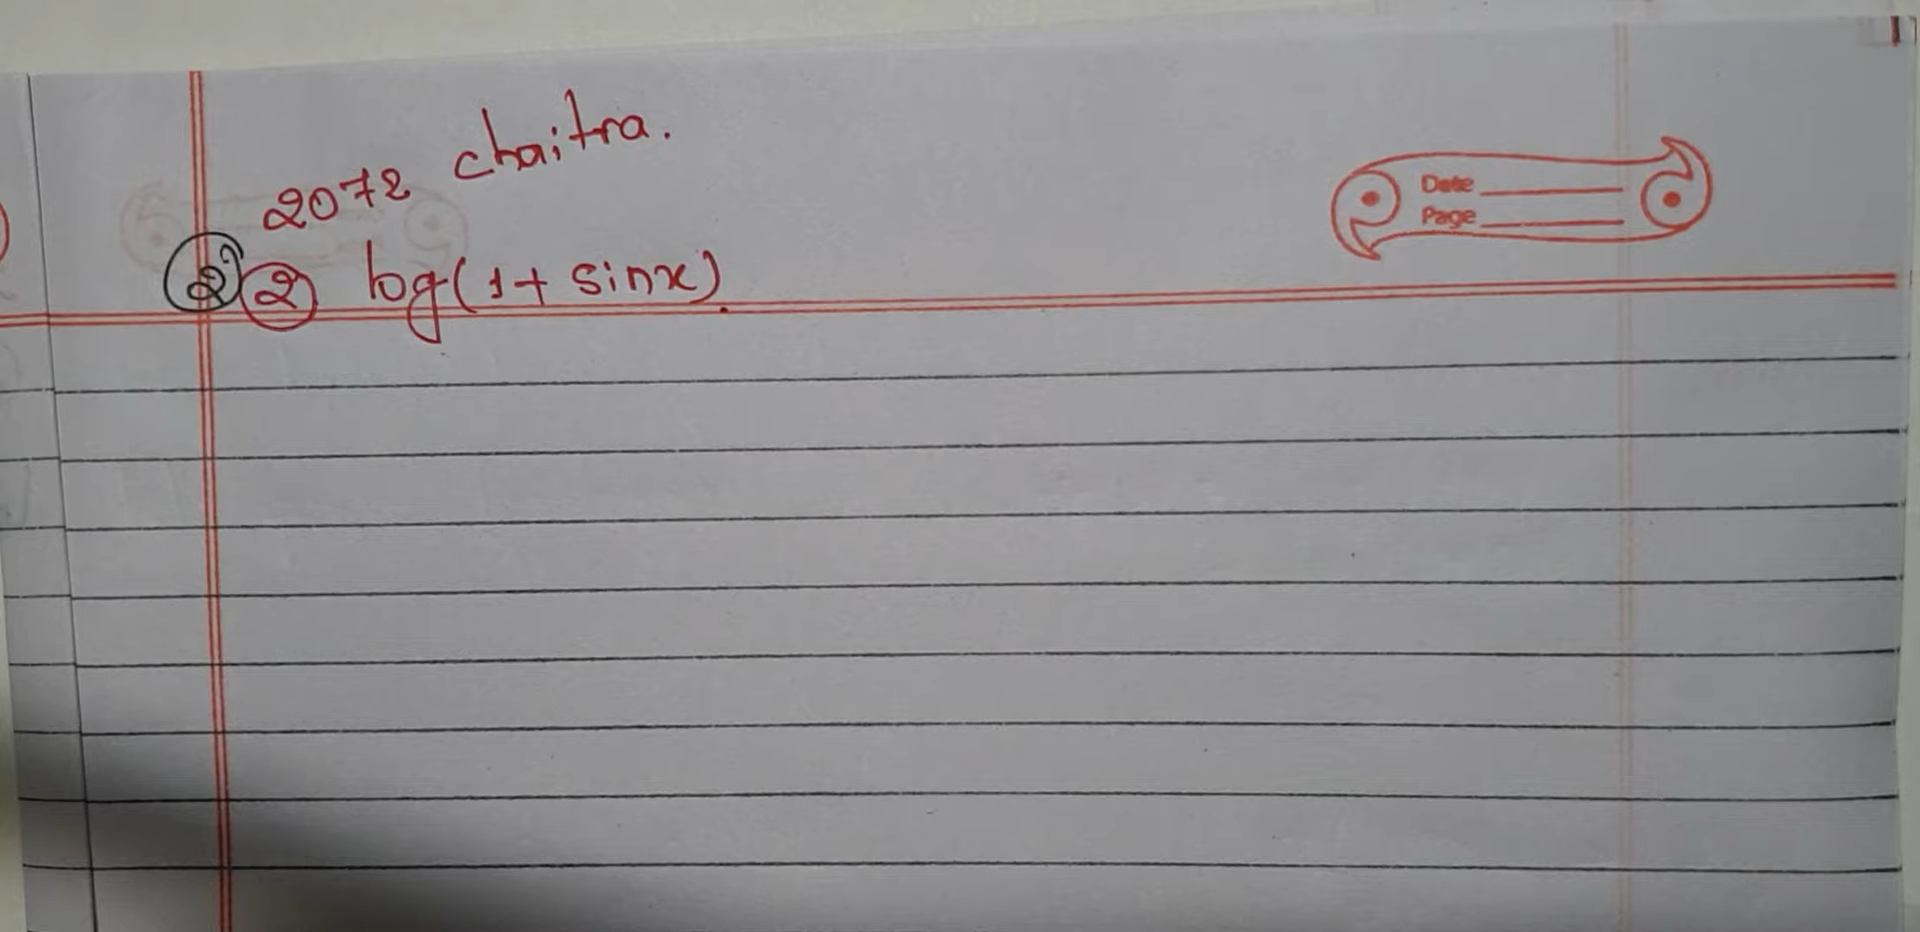 2072 chaitra.
Date
Page
2 2 log(1+ sinx).